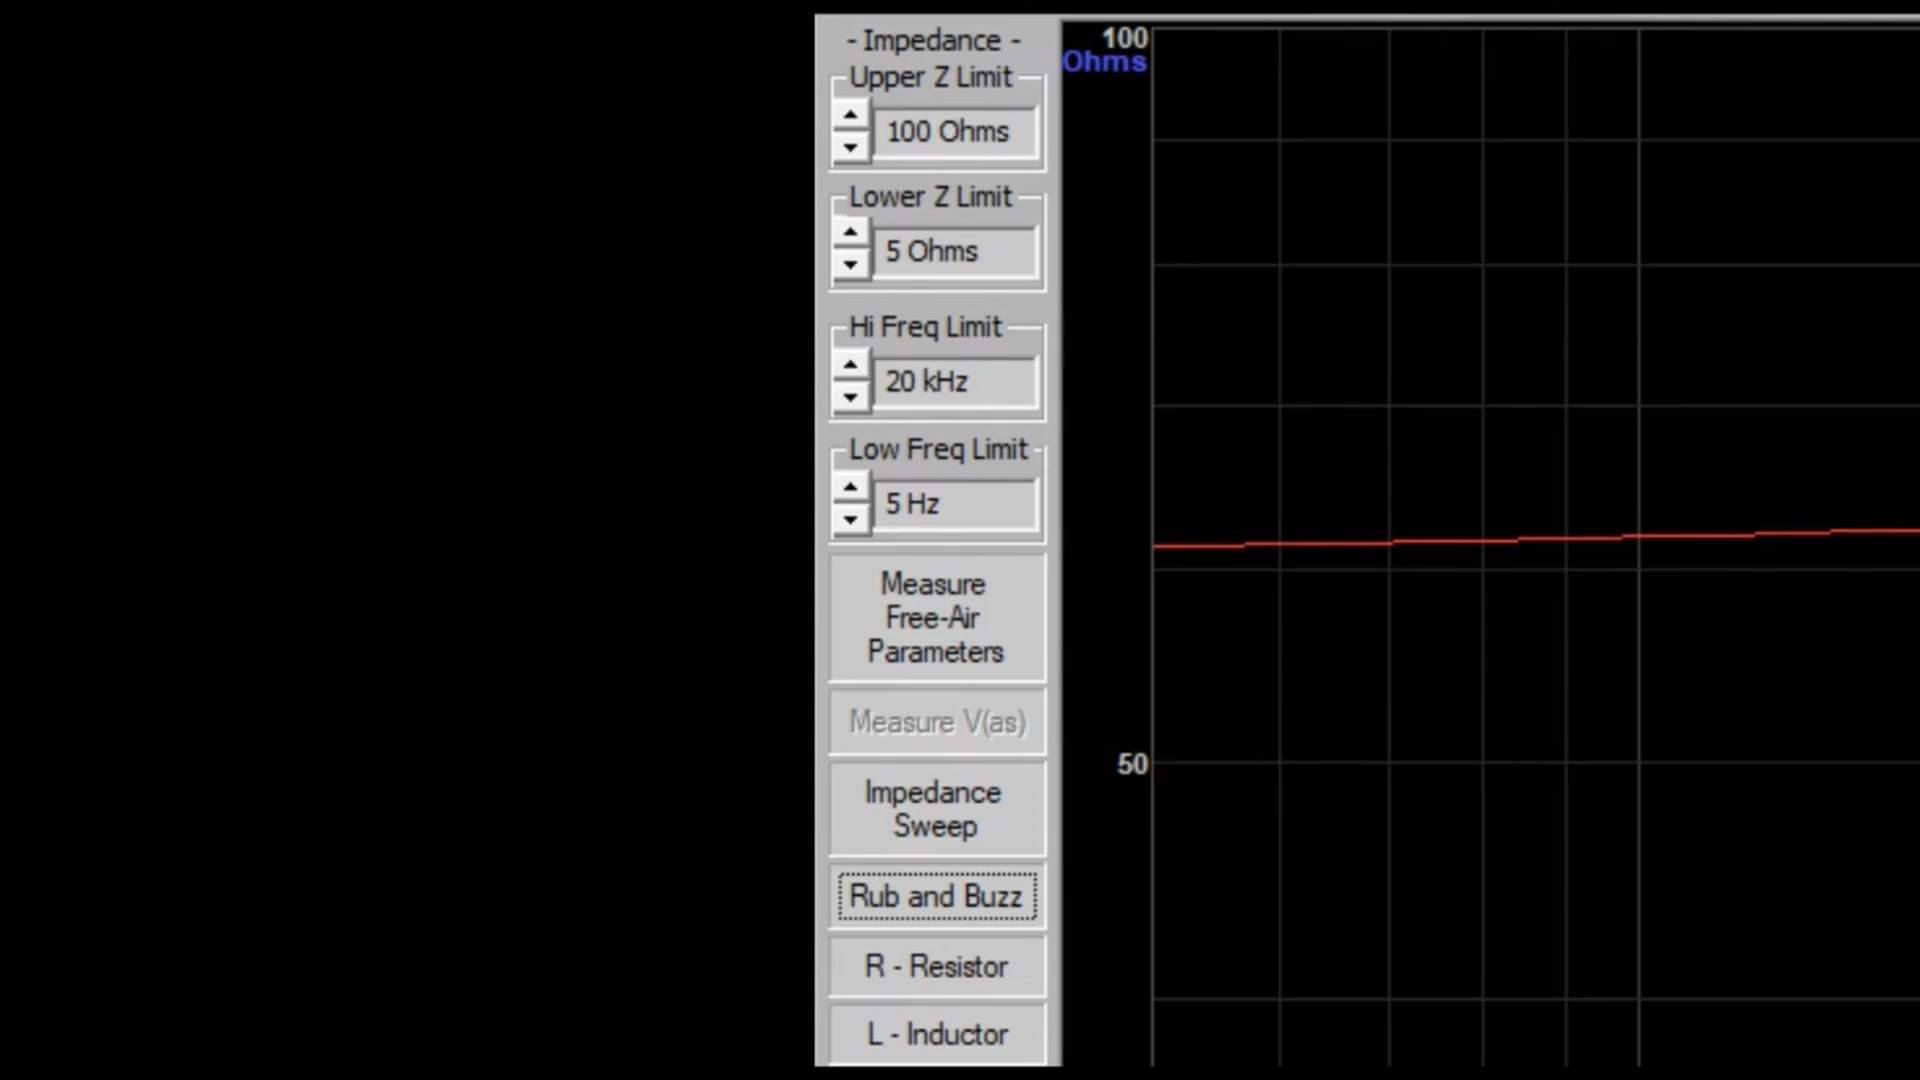 - Impedance -
Upper Z Limit
100 Ohms
Lower Z Limit
5 Ohms
Hi Freq Limit
20 kHz
Low Freq Limit
5 Hz
Measure
Free-Air
Parameters
Measure V(as)
Impedance
Sweep
Rub and Buzz
R - Resistor
L - Inductor
100
Ohms
50